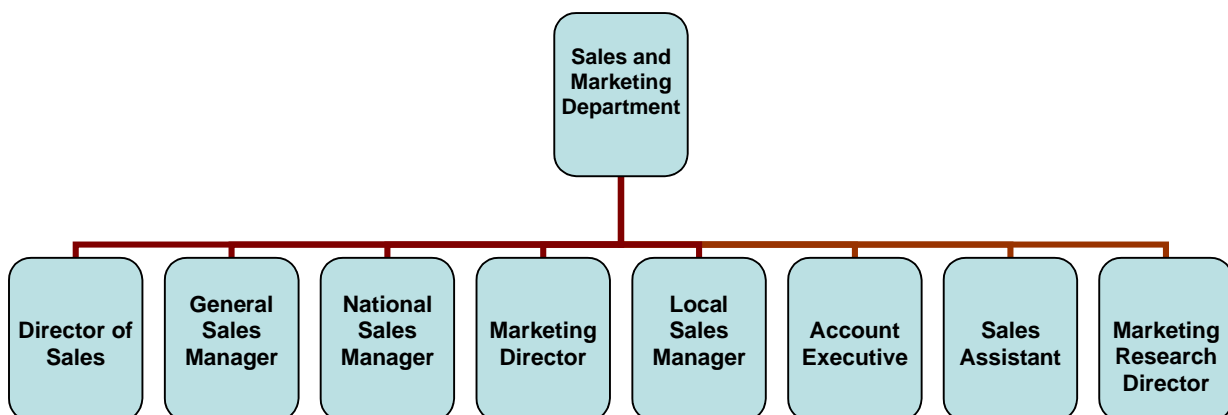 Sales and
Marketing
Department
Director of
Sales
General
Sales
Manager
National
Sales
Manager
Marketing
Director
Local
Sales
Manager
Account
Executive
Sales
Assistant
Marketing
Research
Director